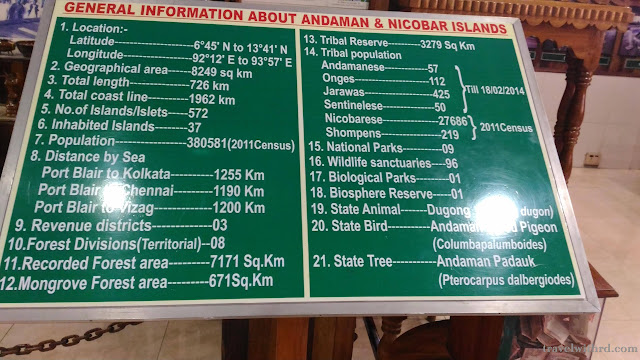 GENERAL INFORMATION ABOUT ANDAMAN & NICOBAR ISLANDS
1. Location:-
Latitude-----------------------6°45' N to 13°41' N
Longitude--------------------92°12' E to 93°57' E
2. Geographical area------8249 sq km
3. Total length----------------726 km
4. Total coast line-----------1962 km
5. No.of Islands/Islets-----572
6. Inhabited Islands--------37
7. Population-------------------380581(2011Census)
8. Distance by Sea
Port Blair to Kolkata-----------1255 Km
Port Blair to Chennai----------1190 Km
Port Blair to Vizag-------------1200 Km
9. Revenue districts-------------03
10.Forest Divisions(Territorial)--08
11.Recorded Forest area---------7171 Sq.Km
12.Mongrove Forest area---------671Sq.Km
13. Tribal Reserve----------3279 Sq Km
14. Tribal population
Andamanese-----------57
Onges--------------------112
Jarawas------------------425
Sentinelese-------------50
Till 18/02/2014
Nicobarese--------------27686
Shompens---------------219
2011Census
15. National Parks----------09
16. Wildlife sanctuaries----96
17. Biological Parks--------01
18. Biosphere Reserve-----01
19. State Animal------Dugong dugon)
20. State Bird-----------Andaman Pigeon
(Columbapalumboides)
21. State Tree-----------Andaman Padauk
(Pterocarpus dalbergiodes)
travelwizard.com